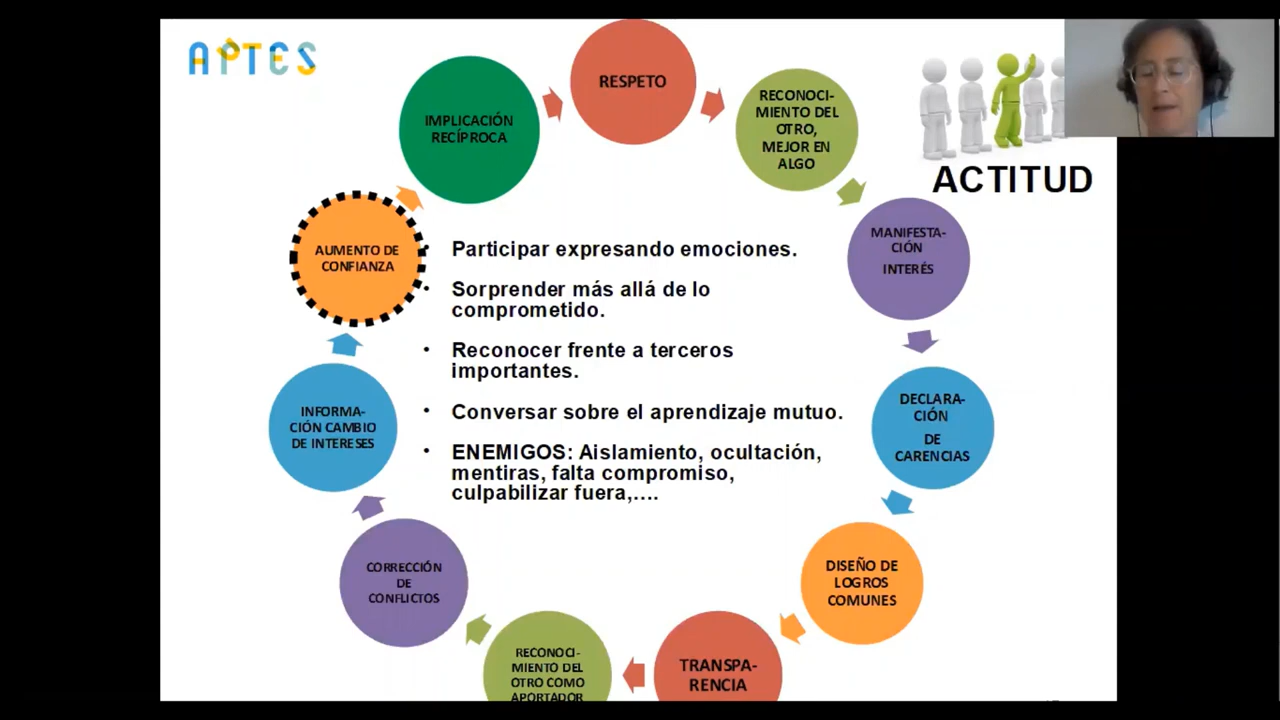 APTES
RESPETO
RECONOCI-
MIENTO DEL
OTRO,
MEJOR EN
ALGO
ACTITUD
MANIFESTA-
CIÓN
INTERÉS
DECLARA-
CIÓN
DE
CARENCIAS
DISEÑO DE
LOGROS
COMUNES
TRANSPA-
RENCIA
RECONOCI-
MIENTO DEL
OTRO COMO
APORTADOR
CORRECCIÓN
DE
CONFLICTOS
INFORMA-
CIÓN CAMBIO
DE INTERESES
AUMENTO DE
CONFIANZA
IMPLICACIÓN
RECÍPROCA
• Participar expresando emociones.
• Sorprender más allá de lo
comprometido.
• Reconocer frente a terceros
importantes.
• Conversar sobre el aprendizaje mutuo.
• ENEMIGOS: Aislamiento, ocultación,
mentiras, falta compromiso,
culpabilizar fuera,....